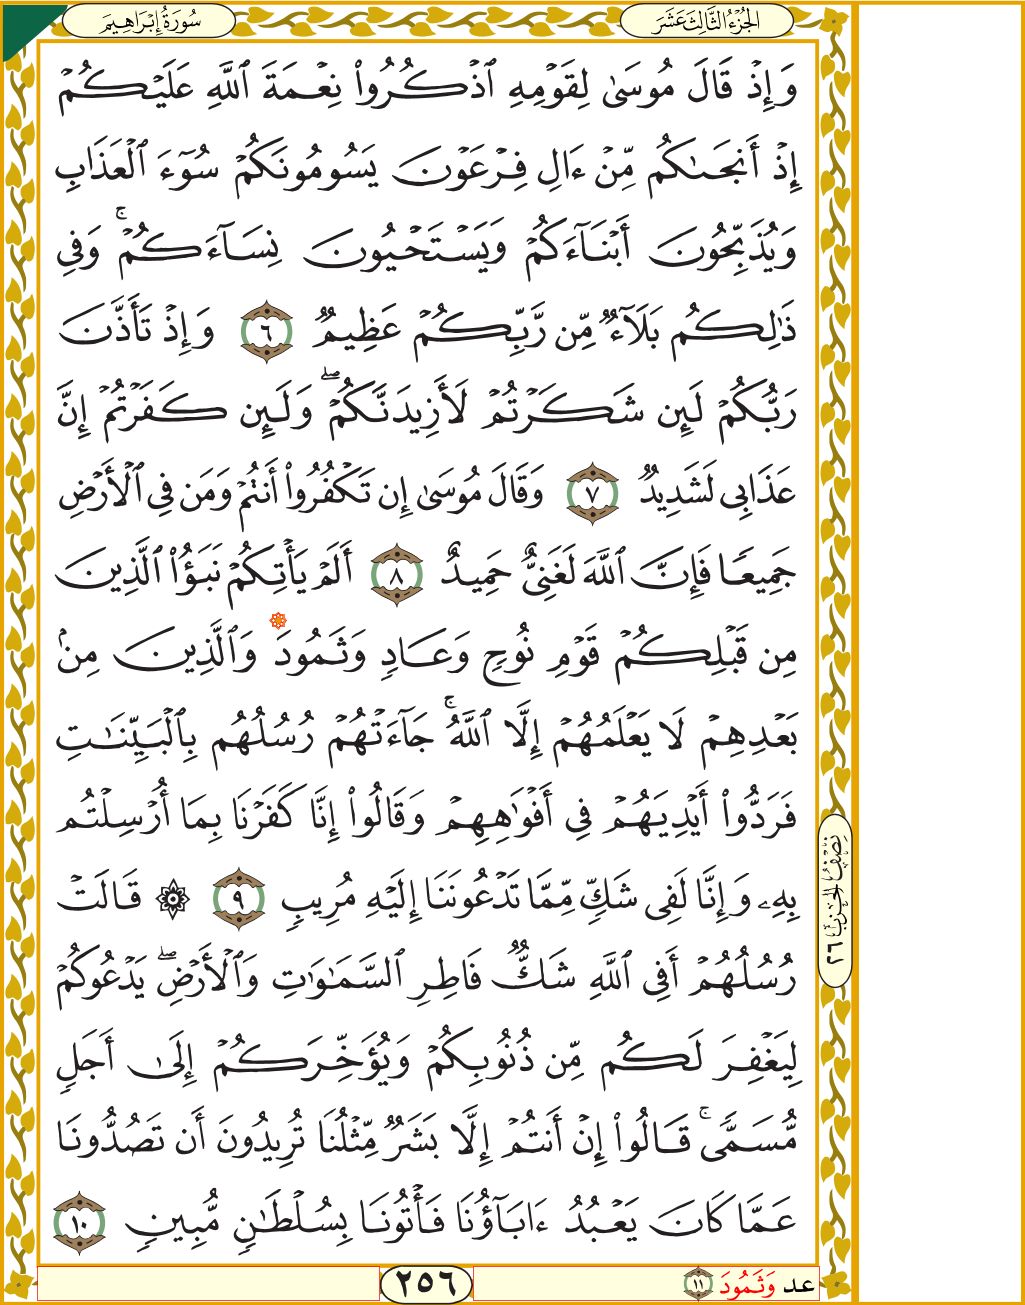 سُورَةُ إِبْرَاهِيمَ
الجُزْءُ الثَّالِثَ عَشَرَ
وَإِذْ قَالَ مُوسَىٰ لِقَوْمِهِ ٱذْكُرُوا۟ نِعْمَةَ ٱللَّهِ عَلَيْكُمْ
إِذْ أَنجَىٰكُم مِّنْ ءَالِ فِرْعَوْنَ يَسُومُونَكُمْ سُوٓءَ ٱلْعَذَابِ
وَيُذَبِّحُونَ أَبْنَآءَكُمْ وَيَسْتَحْيُونَ نِسَآءَكُمْ ۚ وَفِى
ذَٰلِكُم بَلَآءٌ مِّن رَّبِّكُمْ عَظِيمٌ ٦ وَإِذْ تَأَذَّنَ
رَبُّكُمْ لَئِن شَكَرْتُمْ لَأَزِيدَنَّكُمْ ۖ وَلَئِن كَفَرْتُمْ إِنَّ
عَذَابِى لَشَدِيدٌ ٧ وَقَالَ مُوسَىٰ إِن تَكْفُرُوا۟ أَنتُمْ وَمَن فِى ٱلْأَرْضِ
جَمِيعًا فَإِنَّ ٱللَّهَ لَغَنِىٌّ حَمِيدٌ ٨ أَلَمْ يَأْتِكُمْ نَبَؤُا۟ ٱلَّذِينَ
مِن قَبْلِكُمْ قَوْمِ نُوحٍ وَعَادٍ وَثَمُودَ وَٱلَّذِينَ مِنۢ
بَعْدِهِمْ لَا يَعْلَمُهُمْ إِلَّا ٱللَّهُ ۚ جَآءَتْهُمْ رُسُلُهُم بِٱلْبَيِّنَـٰتِ
فَرَدُّوٓا۟ أَيْدِيَهُمْ فِىٓ أَفْوَٰهِهِمْ وَقَالُوٓا۟ إِنَّا كَفَرْنَا بِمَآ أُرْسِلْتُم
بِهِۦ وَإِنَّا لَفِى شَكٍّ مِّمَّا تَدْعُونَنَآ إِلَيْهِ مُرِيبٍ ٩ ۞ قَالَتْ
رُسُلُهُمْ أَفِى ٱللَّهِ شَكٌّ فَاطِرِ ٱلسَّمَـٰوَٰتِ وَٱلْأَرْضِ ۖ يَدْعُوكُمْ
لِيَغْفِرَ لَكُم مِّن ذُنُوبِكُمْ وَيُؤَخِّرَكُمْ إِلَىٰٓ أَجَلٍ
مُّسَمًّى ۚ قَالُوٓا۟ إِنْ أَنتُمْ إِلَّا بَشَرٌ مِّثْلُنَا تُرِيدُونَ أَن تَصُدُّونَا
عَمَّا كَانَ يَعْبُدُ ءَابَآؤُنَا فَأْتُونَا بِسُلْطَـٰنٍ مُّبِينٍ ١٠
نِصْفُ الحِزْب ٢٦
عد وَثَمُودَ ١١
٢٥٦